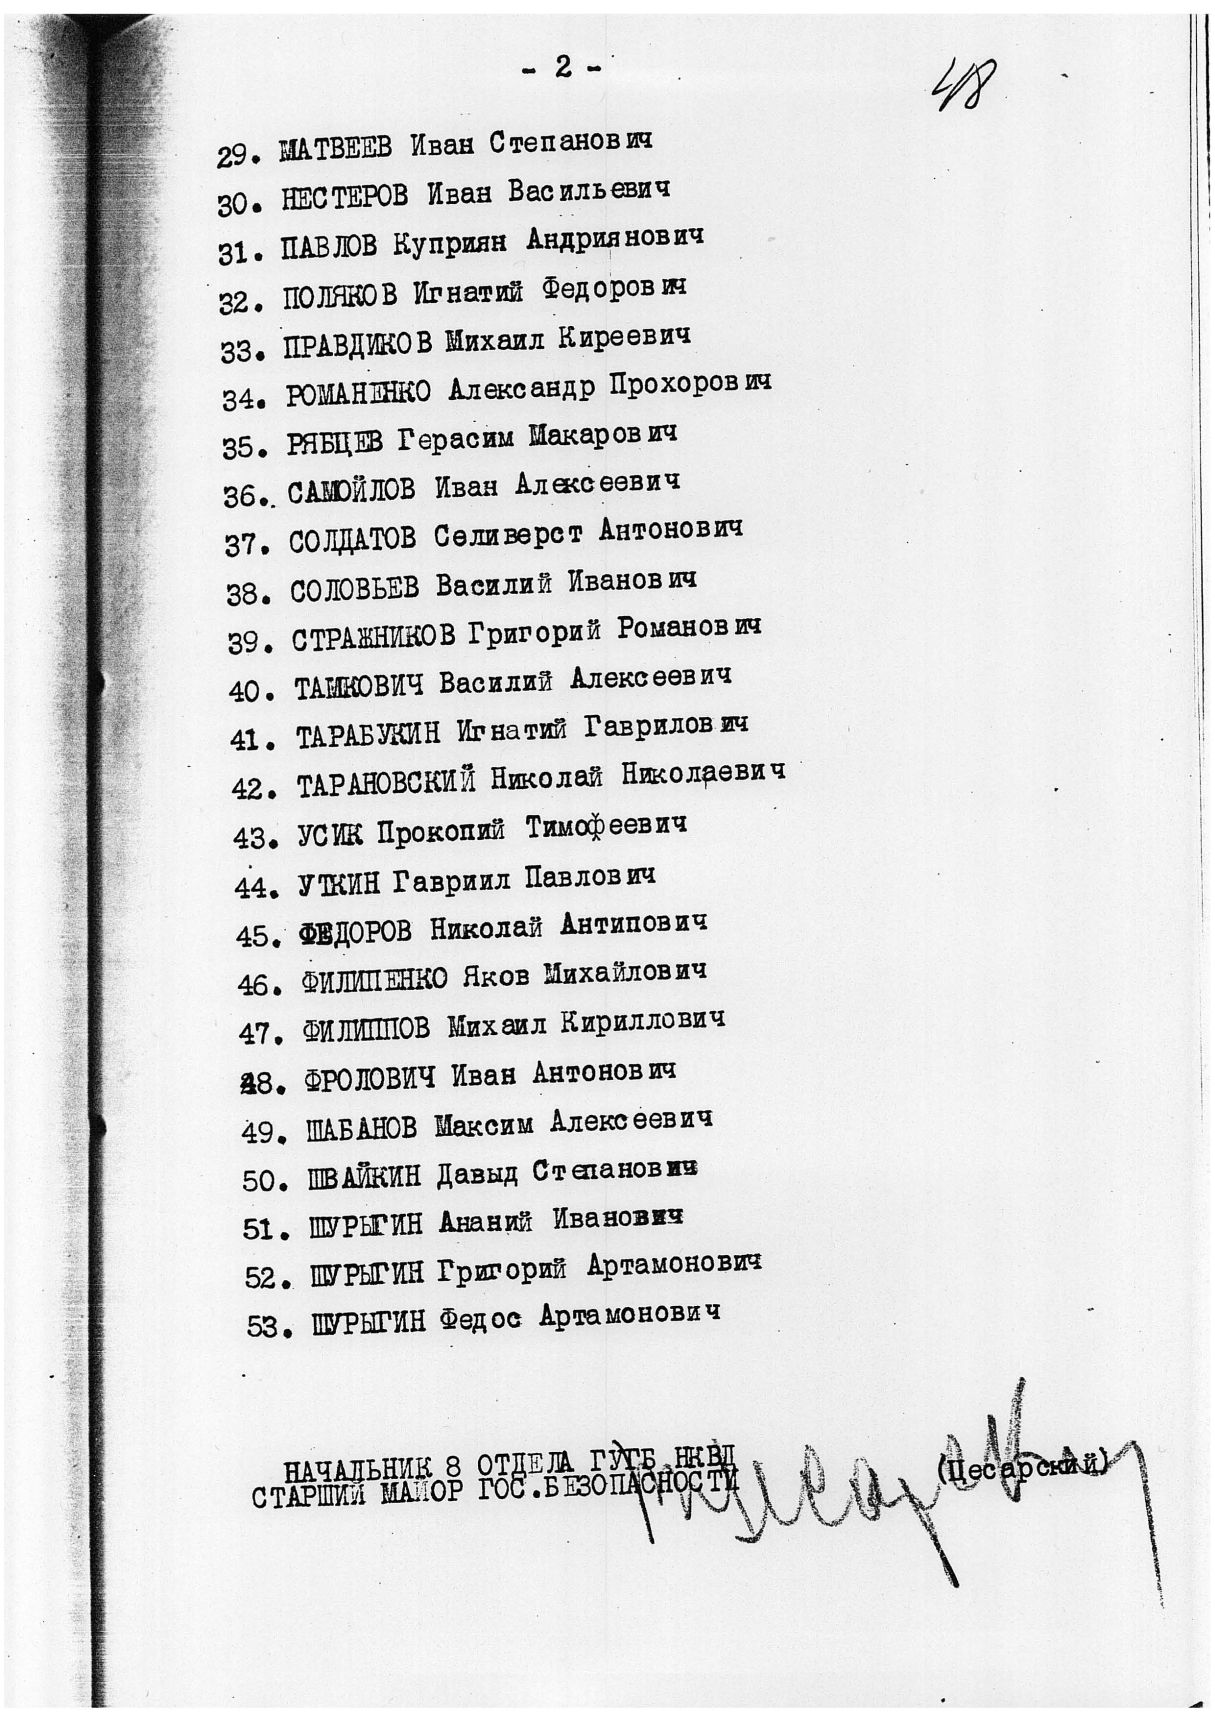 - 2 -
48
29. МАТВЕЕВ Иван Степанович
30. НЕСТЕРОВ Иван Васильевич
31. ПАВЛОВ Куприян Андриянович
32. ПОЛЯКОВ Игнатий Федорович
33. ПРАВДИКОВ Михаил Киреевич
34. РОМАНЕНКО Александр Прохорович
35. РЯБЦЕВ Герасим Макарович
36. САМОЙЛОВ Иван Алексеевич
37. СОЛДАТОВ Селиверст Антонович
38. СОЛОВЬЕВ Василий Иванович
39. СТРАЖНИКОВ Григорий Романович
40. ТАМКОВИЧ Василий Алексеевич
41. ТАРАБУКИН Игнатий Гаврилович
42. ТАРАНОВСКИЙ Николай Николаевич
43. УСИК Прокопий Тимофеевич
44. УТКИН Гавриил Павлович
45. ФЕДОРОВ Николай Антипович
46. ФИЛИПЕНКО Яков Михайлович
47. ФИЛИППОВ Михаил Кириллович
48. ФРОЛОВИЧ Иван Антонович
49. ШАБАНОВ Максим Алексеевич
50. ШВАЙКИН Давыд Степанович
51. ШУРЫГИН Ананий Иванович
52. ШУРЫГИН Григорий Артамонович
53. ШУРЫГИН Федос Артамонович
НАЧАЛЬНИК 8 ОТДЕЛА ГУГБ НКВД
СТАРШИЙ МАЙОР ГОС.БЕЗОПАСНОСТИ
(Цесарский)